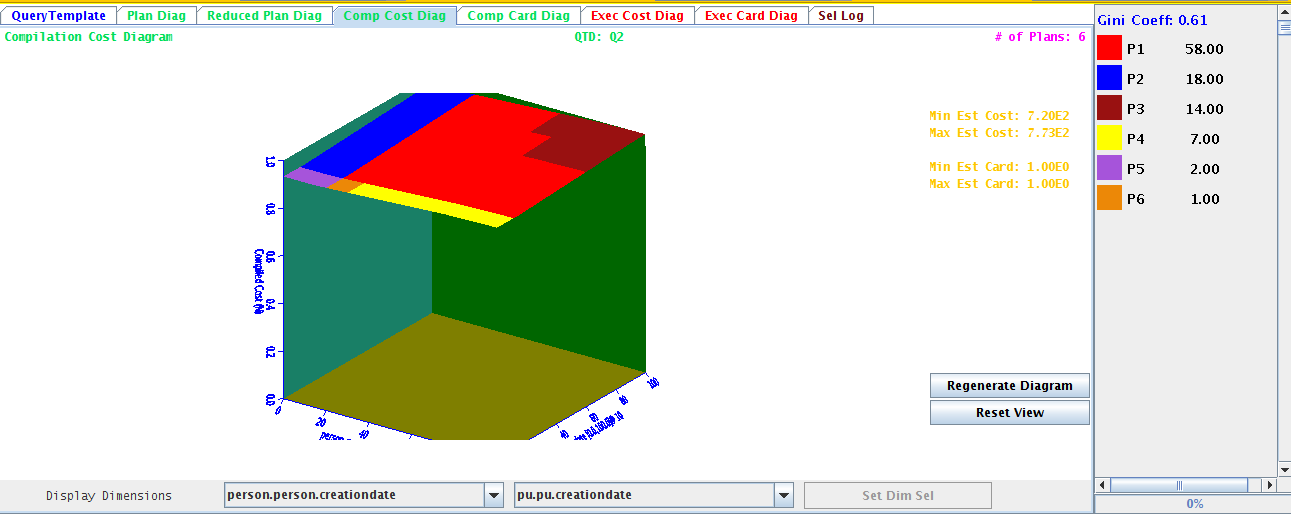 QueryTemplate Plan Diag Reduced Plan Diag Comp Cost Diag Comp Card Diag Exec Cost Diag Exec Card Diag Sel Log
Compilation Cost Diagram QTD: Q2 # of Plans: 6
Gini Coeff: 0.61
P1 58.00
P2 18.00
P3 14.00
P4 7.00
P5 2.00
P6 1.00
Min Est Cost: 7.20E2
Max Est Cost: 7.73E2
Min Est Card: 1.00E0
Max Est Card: 1.00E0
1.0
0.8
0.6
0.4
0.2
0.0
Compiled Cost (N)
0 20 40
40 60 80 100
Regenerate Diagram
Reset View
Display Dimensions person.person.creationdate pu.pu.creationdate Set Dim Sel
0%